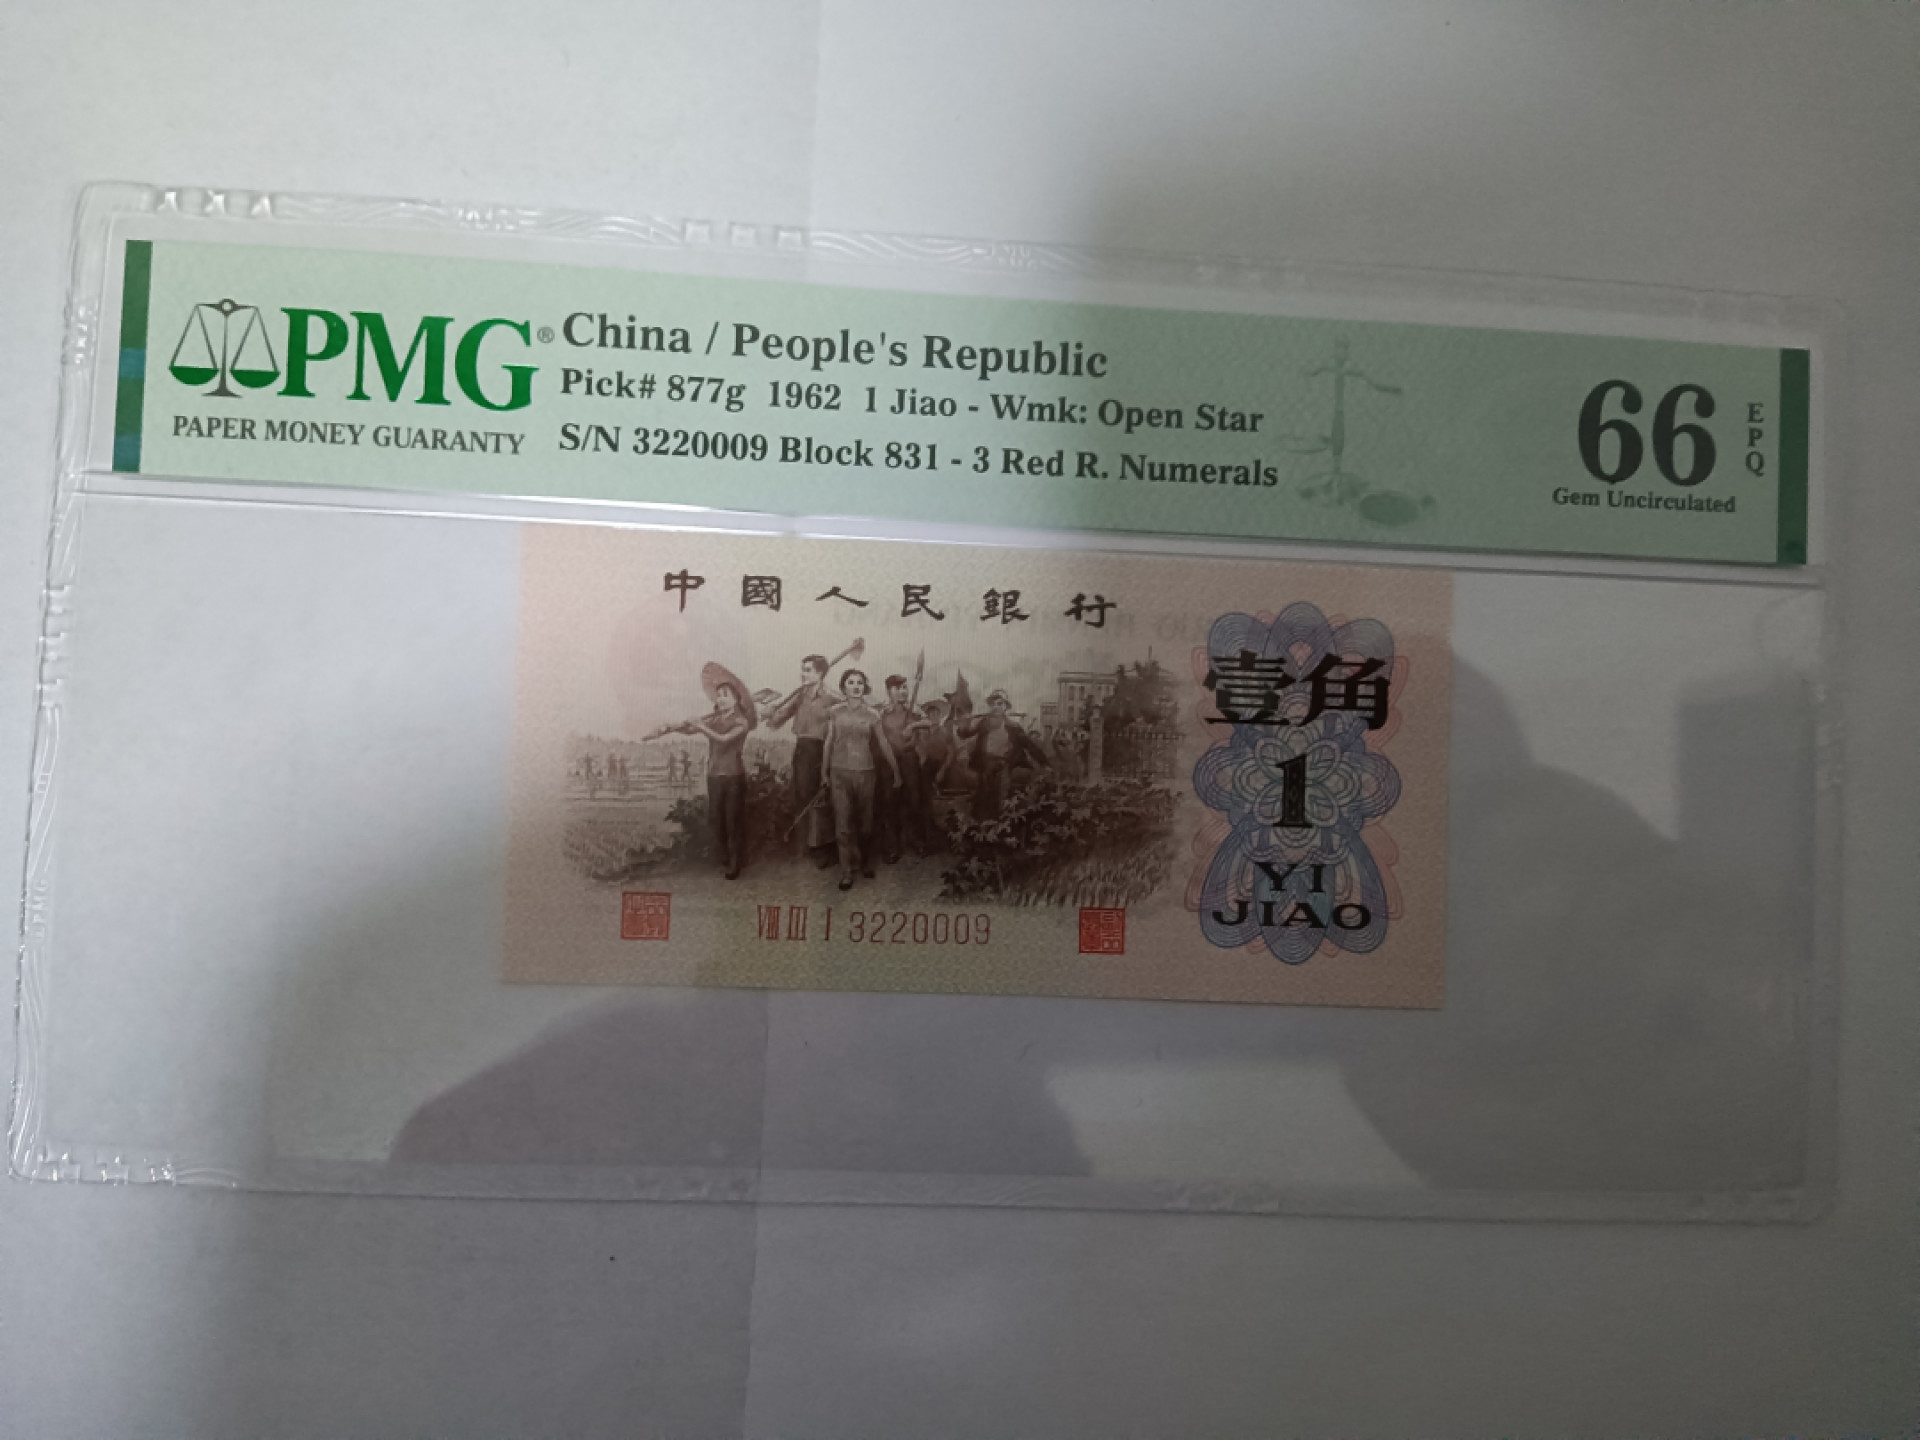 PMG®
PAPER MONEY GUARANTY
China / People's Republic
Pick# 877g 1962 1 Jiao - Wmk: Open Star
S/N 3220009 Block 831 - 3 Red R. Numerals
66 EPQ
Gem Uncirculated
中國人民銀行
壹角
1
YI
JIAO
VIII III I 3220009
PMG